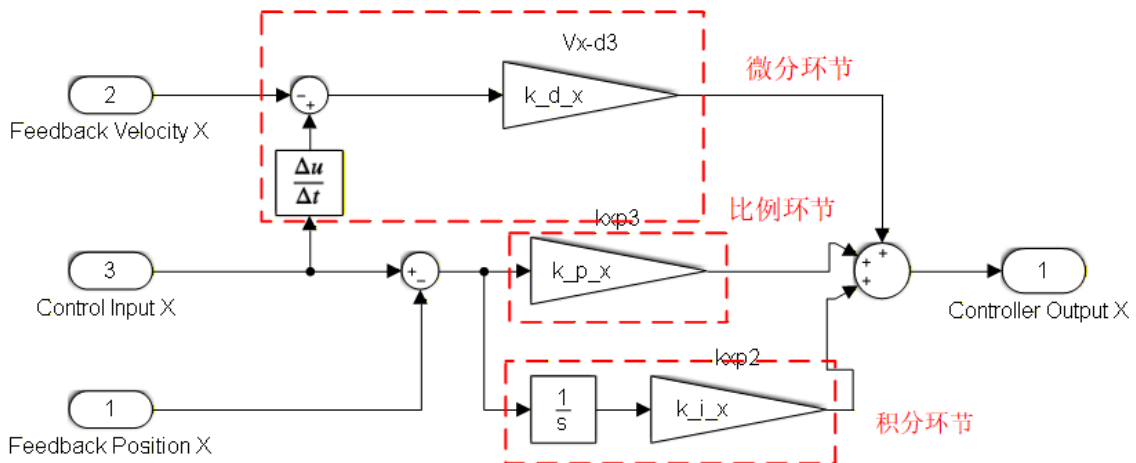 Vx-d3
微分环节
2
k_d_x
Feedback Velocity X
Δu
Δt
kxp3
比例环节
3
k_p_x
1
Control Input X
Controller Output X
kxp2
1
1
s
k_i_x
积分环节
Feedback Position X